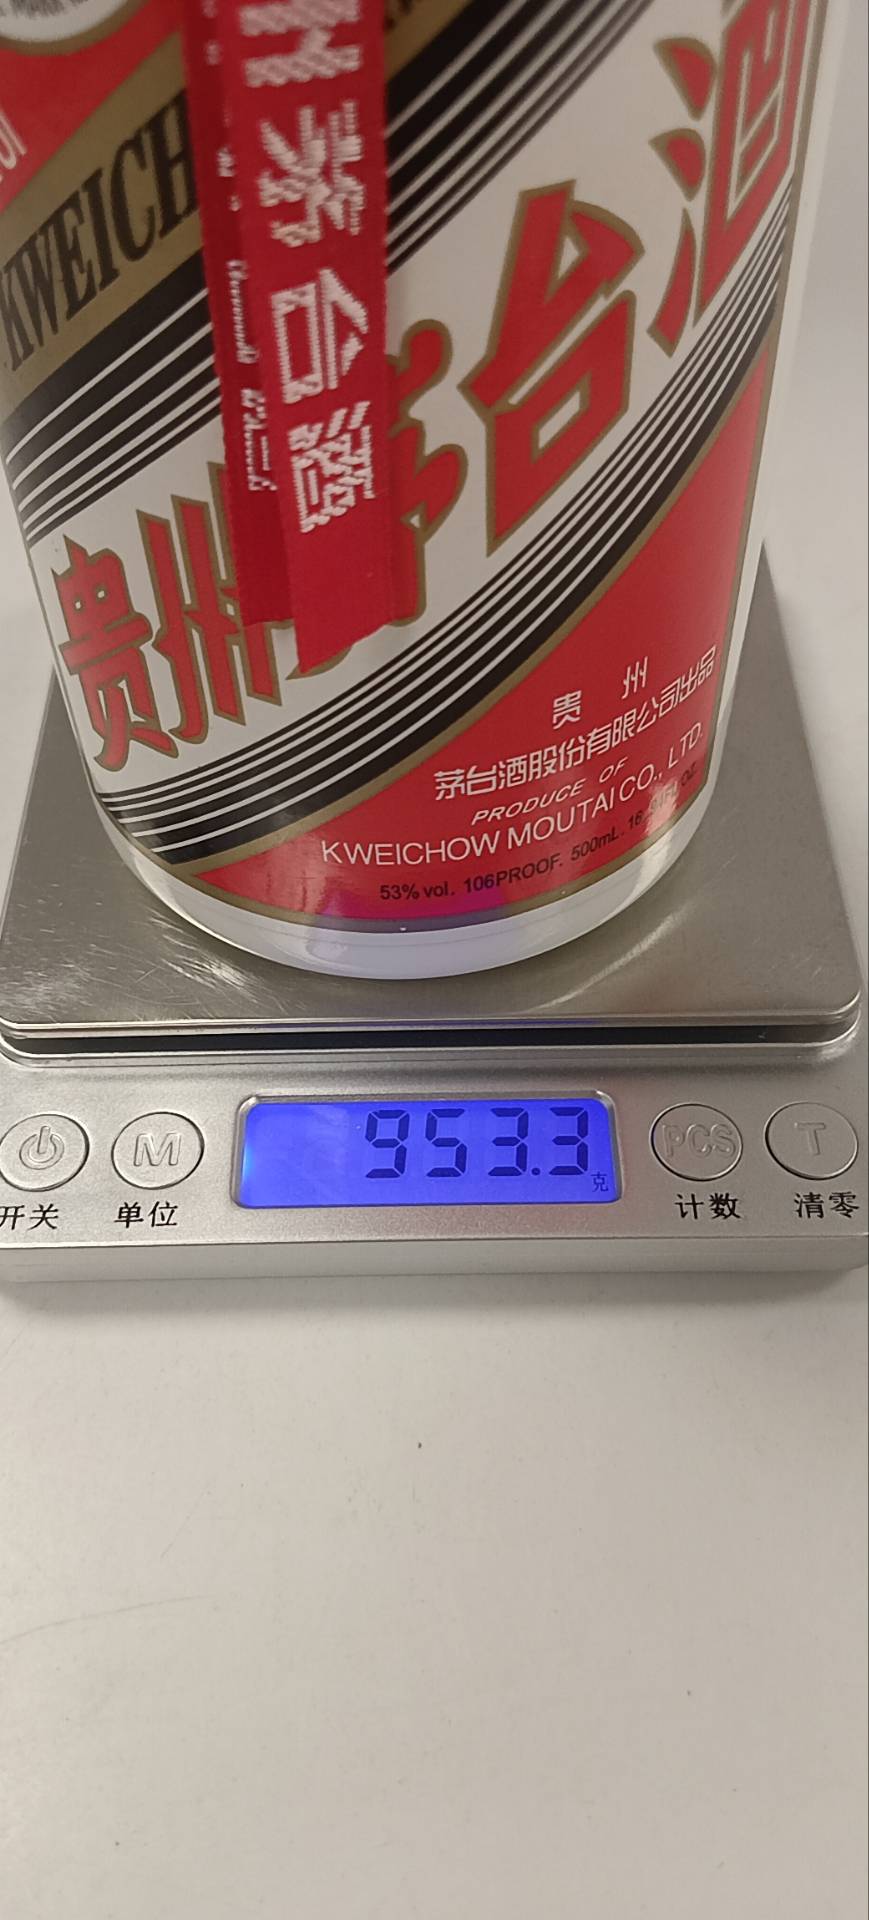 KWEICH
州茅台酒
贵州茅台酒
贵 州
茅台酒股份有限公司出品
PRODUCE OF
KWEICHOW MOUTAI CO., LTD.
53% vol. 106PROOF. 500mL.
953.3
克
M
PCS
T
开关
单位
计数
清零